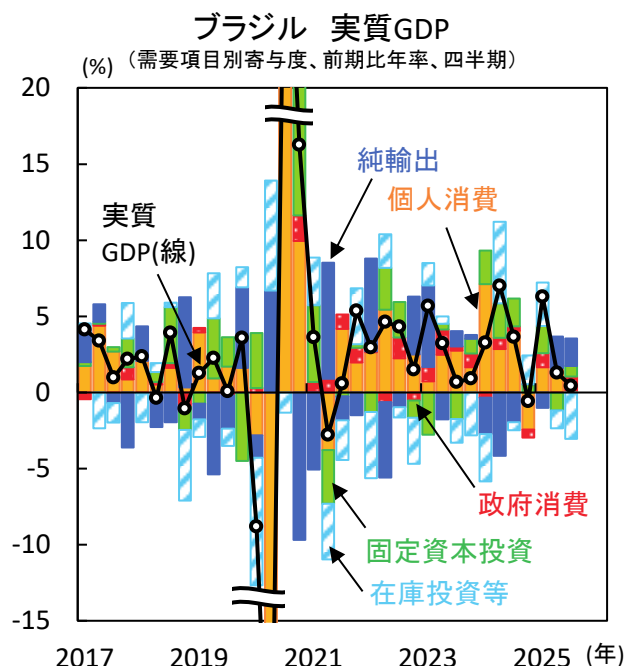 ブラジル 実質GDP
（需要項目別寄与度、前期比年率、四半期）
(%)
20
15
10
5
0
-5
-10
-15
純輸出
個人消費
実質
GDP(線)
政府消費
固定資本投資
在庫投資等
2017 2019 2021 2023 2025 (年)